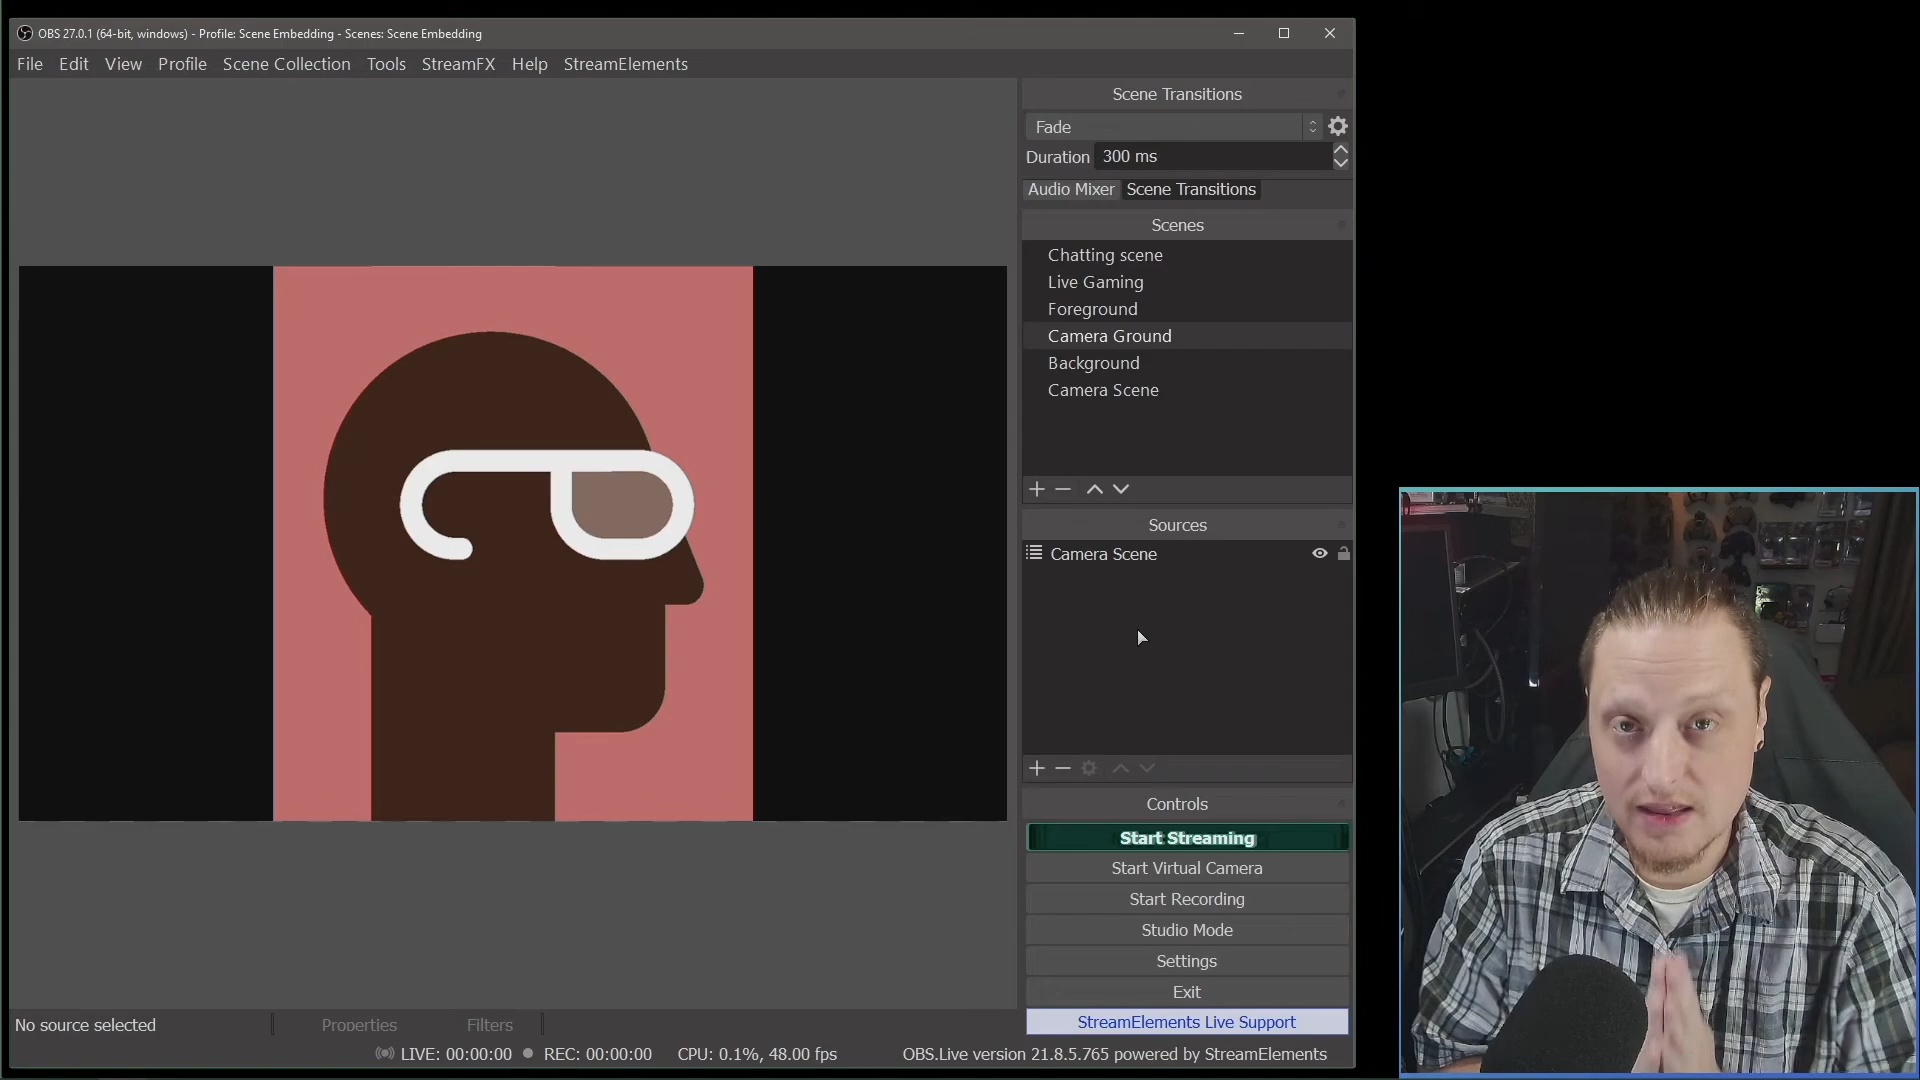 OBS 27.0.1 (64-bit, windows) - Profile: Scene Embedding - Scenes: Scene Embedding
File Edit View Profile Scene Collection Tools StreamFX Help StreamElements
Scene Transitions
Fade
Duration 300 ms
Audio Mixer Scene Transitions
Scenes
Chatting scene
Live Gaming
Foreground
Camera Ground
Background
Camera Scene
Sources
Camera Scene
Controls
Start Streaming
Start Virtual Camera
Start Recording
Studio Mode
Settings
Exit
StreamElements Live Support
No source selected Properties Filters
LIVE: 00:00:00 REC: 00:00:00 CPU: 0.1%, 48.00 fps OBS.Live version 21.8.5.765 powered by StreamElements